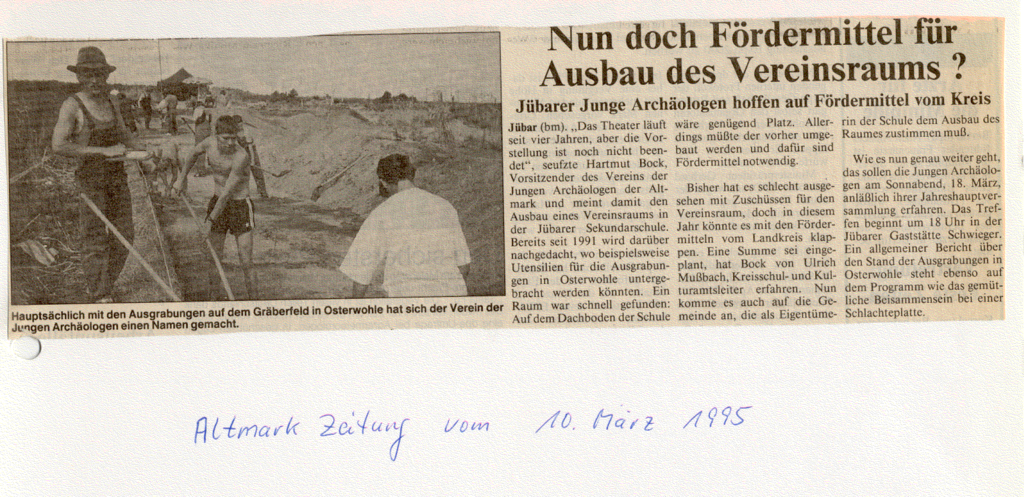 Nun doch Fördermittel für
Ausbau des Vereinsraums ?
Jübarer Junge Archäologen hoffen auf Fördermittel vom Kreis
Jübar (bm). „Das Theater läuft
seit vier Jahren, aber die Vor-
stellung ist noch nicht been-
det“, seufzte Hartmut Bock,
Vorsitzender des Vereins der
Jungen Archäologen der Alt-
mark und meint damit den
Ausbau eines Vereinsraums in
der Jübarer Sekundarschule.
Bereits seit 1991 wird darüber
nachgedacht, wo beispielsweise
Utensilien für die Ausgrabun-
gen in Osterwohle unterge-
bracht werden könnten. Ein
Raum war schnell gefunden:
Auf dem Dachboden der Schule
wäre genügend Platz. Aller-
dings müßte der vorher umge-
baut werden und dafür sind
Fördermittel notwendig.
Bisher hat es schlecht ausge-
sehen mit Zuschüssen für den
Vereinsraum, doch in diesem
Jahr könnte es mit den Förder-
mitteln vom Landkreis klap-
pen. Eine Summe sei einge-
plant, hat Bock von Ulrich
Mußbach, Kreisschul- und Kul-
turamtsleiter erfahren. Nun
komme es auch auf die Ge-
meinde an, die als Eigentüme-
rin der Schule dem Ausbau des
Raumes zustimmen muß.
Wie es nun genau weiter geht,
das sollen die Jungen Archäolo-
gen am Sonnabend, 18. März,
anläßlich ihrer Jahreshauptver-
sammlung erfahren. Das Tref-
fen beginnt um 18 Uhr in der
Jübarer Gaststätte Schwieger.
Ein allgemeiner Bericht über
den Stand der Ausgrabungen in
Osterwohle steht ebenso auf
dem Programm wie das gemüt-
liche Beisammensein bei einer
Schlachteplatte.
Hauptsächlich mit den Ausgrabungen auf dem Gräberfeld in Osterwohle hat sich der Verein der
Jungen Archäologen einen Namen gemacht.
Altmark Zeitung vom 10. März 1995